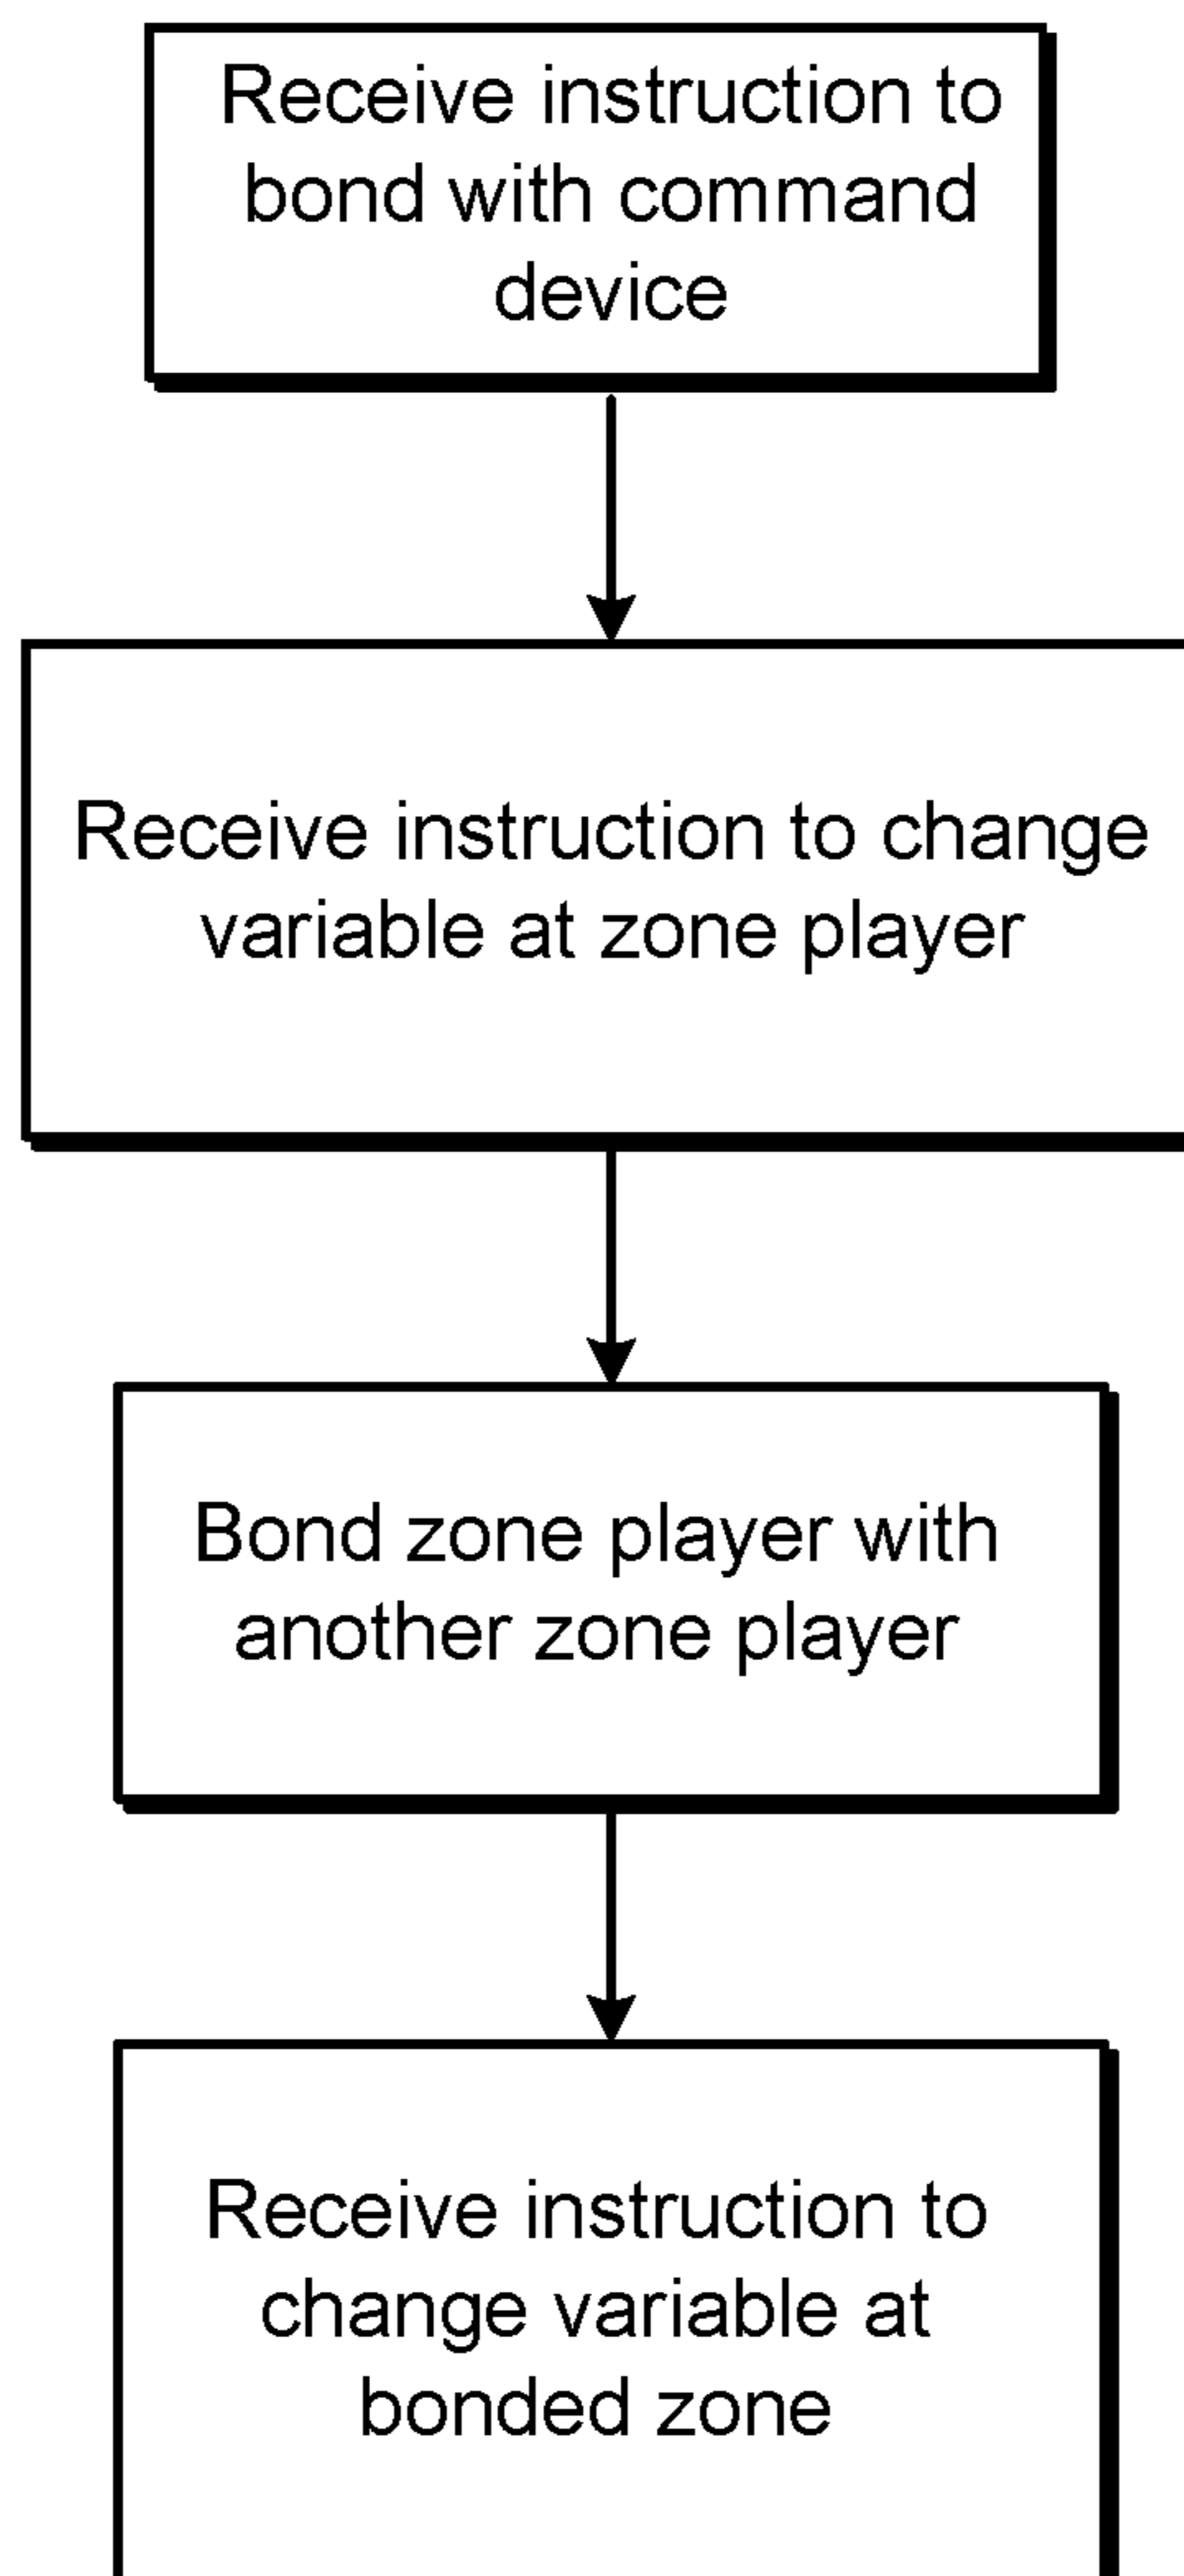 Receive instruction to
bond with command
device
Receive instruction to change
variable at zone player
Bond zone player with
another zone player
Receive instruction to
change variable at
bonded zone